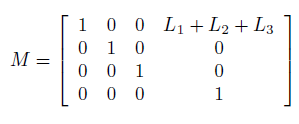 1 0 0 L₁ + L₂ + L₃
0 1 0 0
M = 0 0 1 0
0 0 0 1